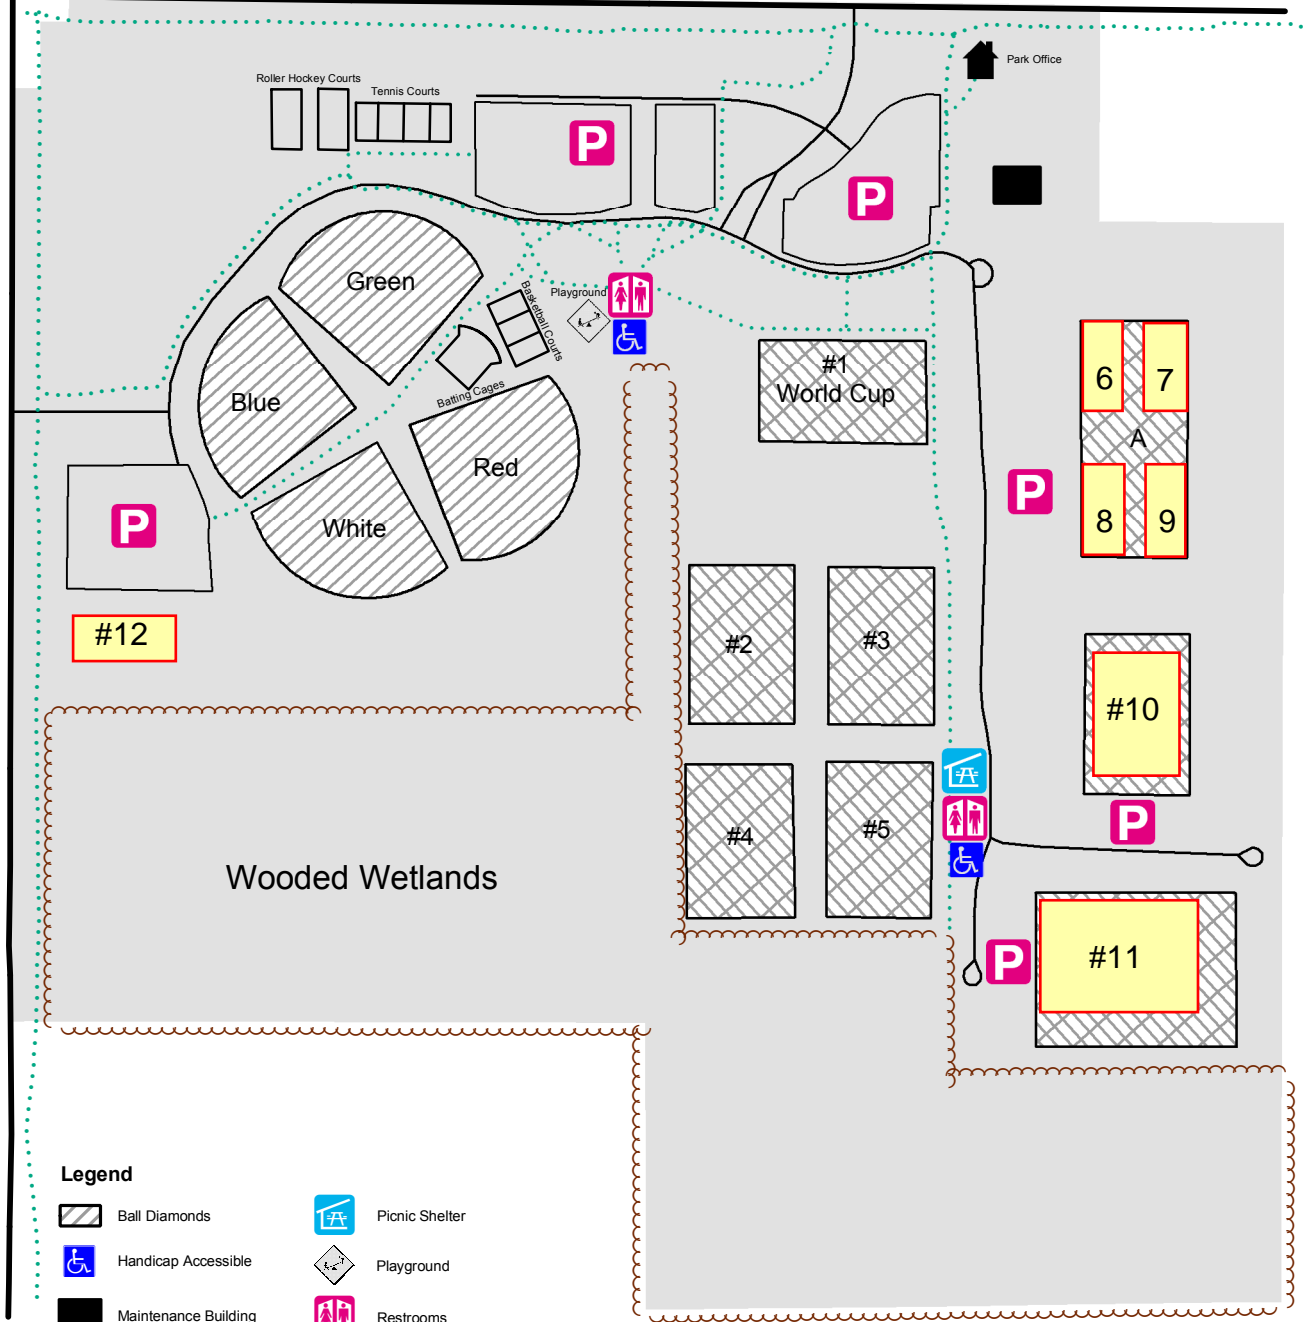 Park Office
Roller Hockey Courts
Tennis Courts
P
P
Green
Basketball Courts
Playground
#1
World Cup
6
7
Blue
Batting Cages
A
Red
P
8
9
P
White
#12
#2
#3
#10
#4
#5
P
Wooded Wetlands
#11
P
Legend
Ball Diamonds
Picnic Shelter
Handicap Accessible
Playground
Maintenance Building
Restrooms